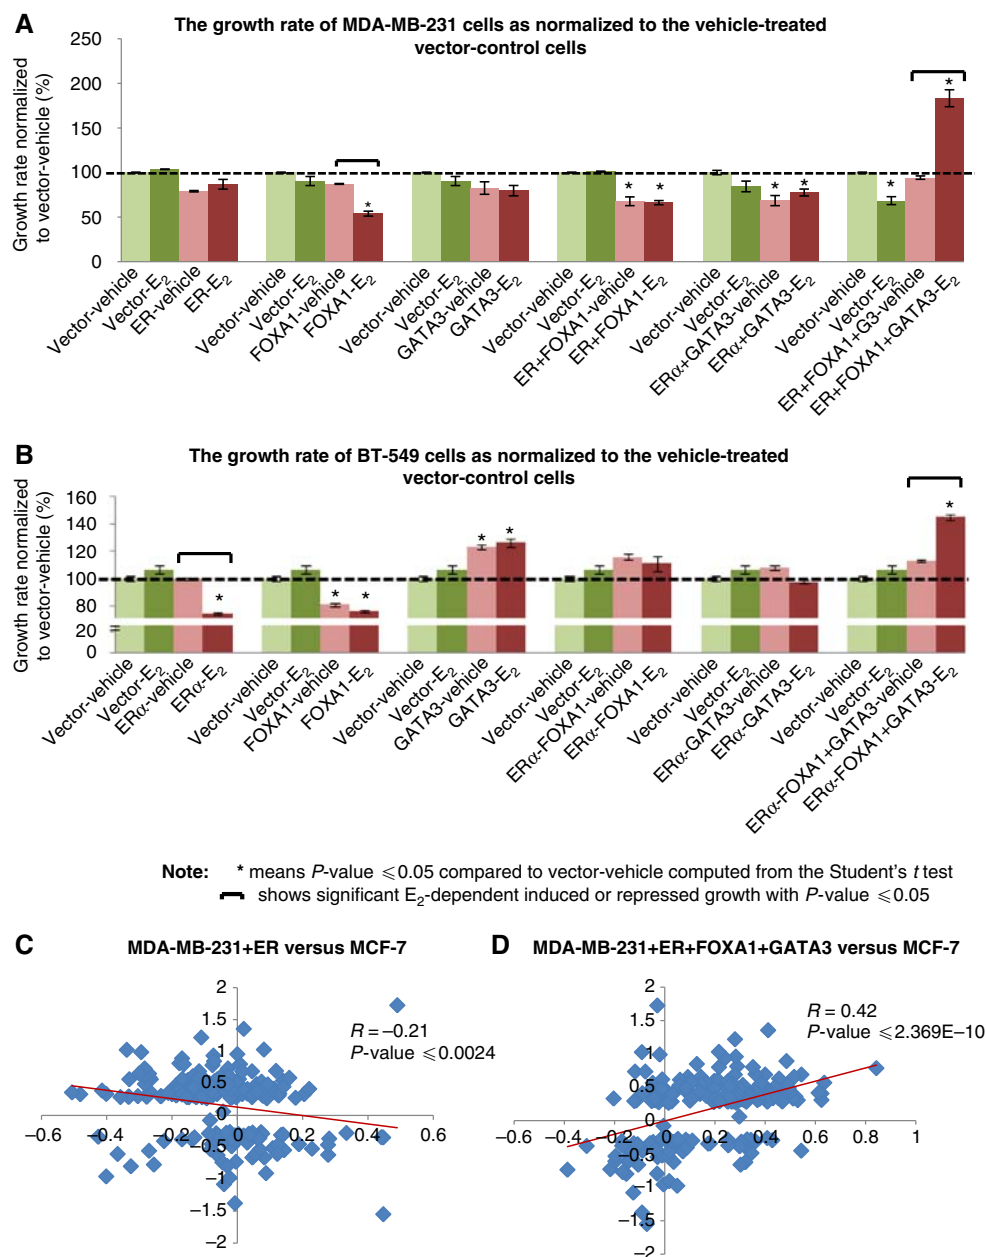 A
The growth rate of MDA-MB-231 cells as normalized to the vehicle-treated
vector-control cells
Growth rate normalized
to vector-vehicle (%)
250
200
150
100
50
0
* * * * * * *
Vector-vehicle
Vector-E2
ER-vehicle
ER-E2
Vector-vehicle
Vector-E2
FOXA1-vehicle
FOXA1-E2
Vector-vehicle
Vector-E2
GATA3-vehicle
GATA3-E2
Vector-vehicle
Vector-E2
ER+FOXA1-vehicle
ER+FOXA1-E2
Vector-vehicle
Vector-E2
ERα+GATA3-vehicle
ERα+GATA3-E2
Vector-vehicle
Vector-E2
ER+FOXA1+G3-vehicle
ER+FOXA1+GATA3-E2
B
The growth rate of BT-549 cells as normalized to the vehicle-treated
vector-control cells
Growth rate normalized
to vector-vehicle (%)
160
140
120
100
80
20
0
* * * * * *
Vector-vehicle
Vector-E2
ERα-vehicle
ERα-E2
Vector-vehicle
Vector-E2
FOXA1-vehicle
FOXA1-E2
Vector-vehicle
Vector-E2
GATA3-vehicle
GATA3-E2
Vector-vehicle
Vector-E2
ERα-FOXA1-vehicle
ERα-FOXA1-E2
Vector-vehicle
Vector-E2
ERα-GATA3-vehicle
ERα-GATA3-E2
Vector-vehicle
Vector-E2
ERα-FOXA1+GATA3-vehicle
ERα-FOXA1+GATA3-E2
Note: * means P-value ⩽0.05 compared to vector-vehicle computed from the Student's t test
shows significant E2-dependent induced or repressed growth with P-value ⩽0.05
C
MDA-MB-231+ER versus MCF-7
R = –0.21
P-value ⩽0.0024
2
1.5
1
0.5
0
–1
–1.5
–2
–0.6 –0.4 –0.2 0 0.2 0.4 0.6
D
MDA-MB-231+ER+FOXA1+GATA3 versus MCF-7
R = 0.42
P-value ⩽2.369E–10
2
1.5
1
0.5
0
–0.5
–1
–1.5
–2
–0.6 –0.4 –0.2 0 0.2 0.4 0.6 0.8 1